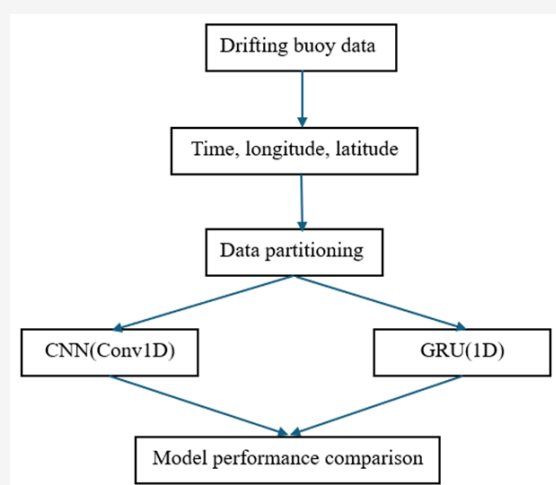 Drifting buoy data
Time, longitude, latitude
Data partitioning
CNN(Conv1D)
GRU(1D)
Model performance comparison